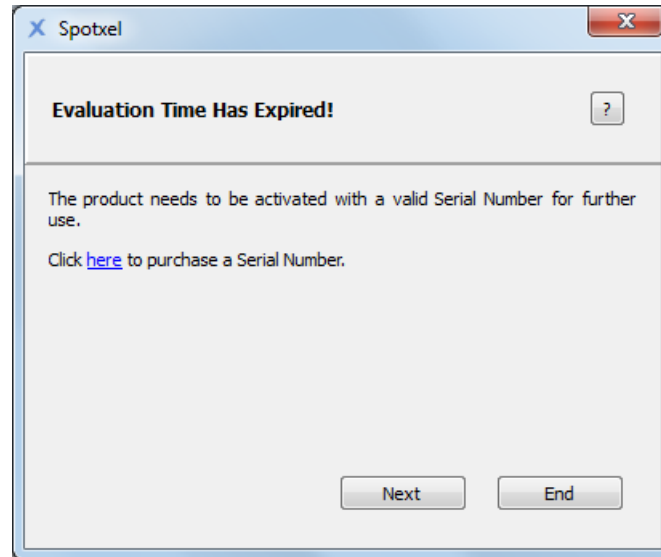 Spotxel
Evaluation Time Has Expired!
?
The product needs to be activated with a valid Serial Number for further
use.
Click here to purchase a Serial Number.
Next
End